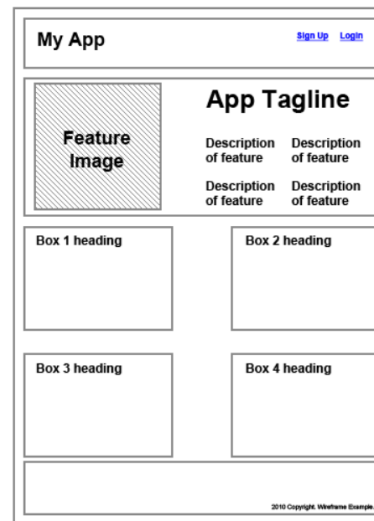 My App
Sign Up Login
Feature
Image
App Tagline
Description
of feature
Description
of feature
Description
of feature
Description
of feature
Box 1 heading
Box 2 heading
Box 3 heading
Box 4 heading
2010 Copyright. Wireframe Example.